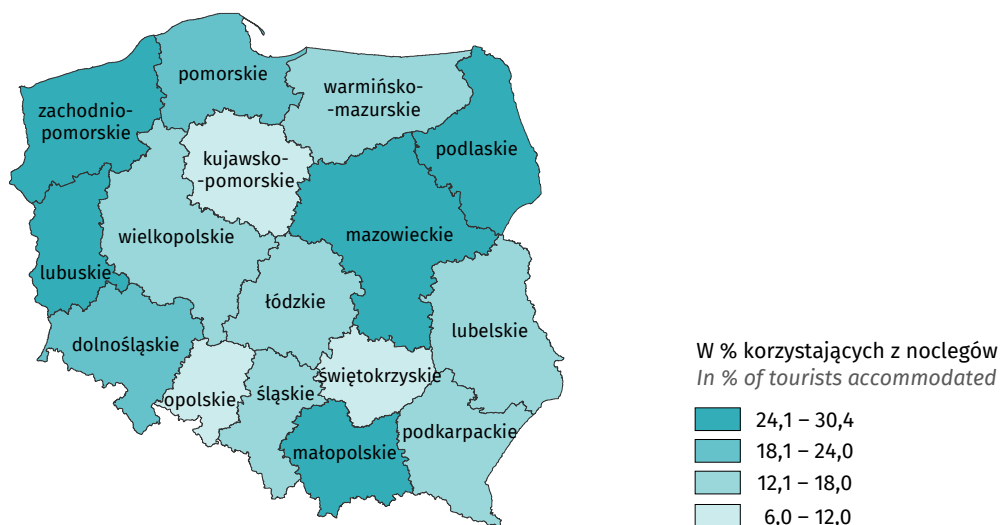 pomorskie
warmińsko-
-mazurskie
zachodnio-
pomorskie
podlaskie
kujawsko-
-pomorskie
wielkopolskie
mazowieckie
lubuskie
łódzkie
lubelskie
dolnośląskie
świętokrzyskie
opolskie
śląskie
podkarpackie
małopolskie
W % korzystających z noclegów
In % of tourists accommodated
24,1 – 30,4
18,1 – 24,0
12,1 – 18,0
6,0 – 12,0